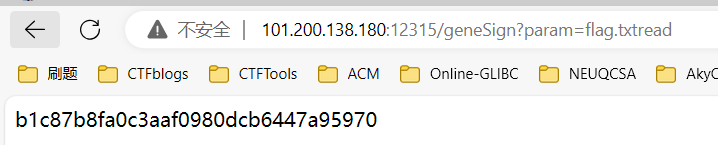 不安全 | 101.200.138.180:12315/geneSign?param=flag.txtread
刷题 CTFblogs CTFTools ACM Online-GLIBC NEUQCSA AkyC
b1c87b8fa0c3aaf0980dcb6447a95970